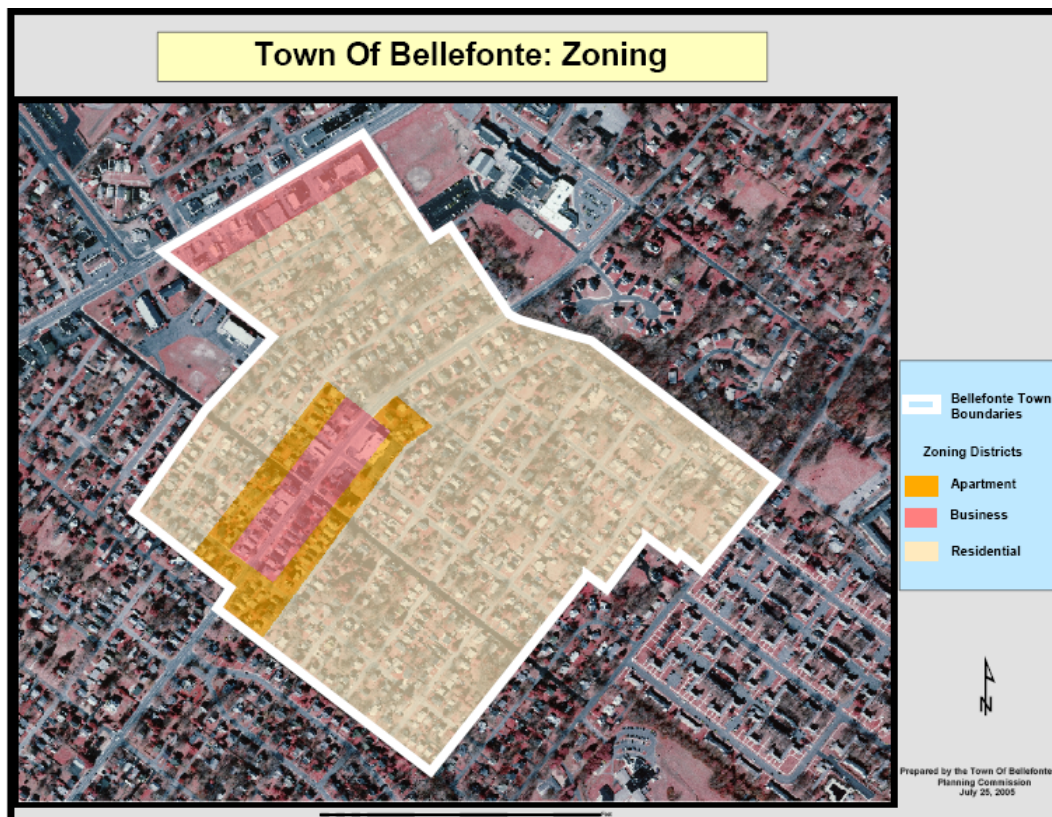 Town Of Bellefonte: Zoning
Bellefonte Town
Boundaries
Zoning Districts
Apartment
Business
Residential
N
Prepared by the Town Of Bellefonte
Planning Commission
July 25, 2005